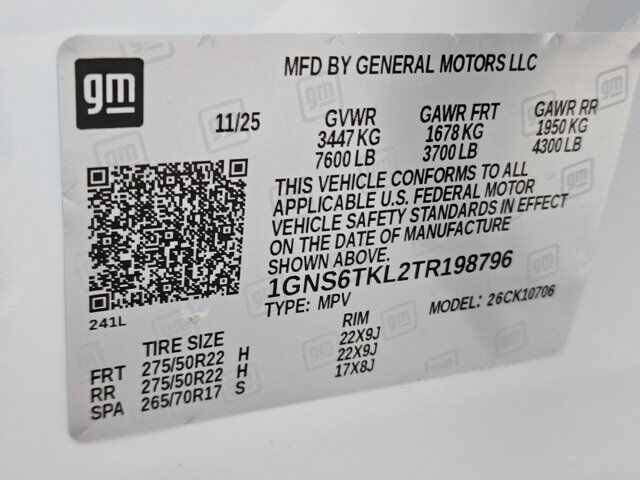 gm
MFD BY GENERAL MOTORS LLC
11/25
GVWR GAWR FRT GAWR RR
3447 KG 1678 KG 1950 KG
7600 LB 3700 LB 4300 LB
THIS VEHICLE CONFORMS TO ALL
APPLICABLE U.S. FEDERAL MOTOR
VEHICLE SAFETY STANDARDS IN EFFECT
ON THE DATE OF MANUFACTURE
SHOWN ABOVE.
1GNS6TKL2TR198796
TYPE: MPV MODEL: 26CK10706
241L
TIRE SIZE RIM
FRT 275/50R22 H 22X9J
RR 275/50R22 H 22X9J
SPA 265/70R17 S 17X8J